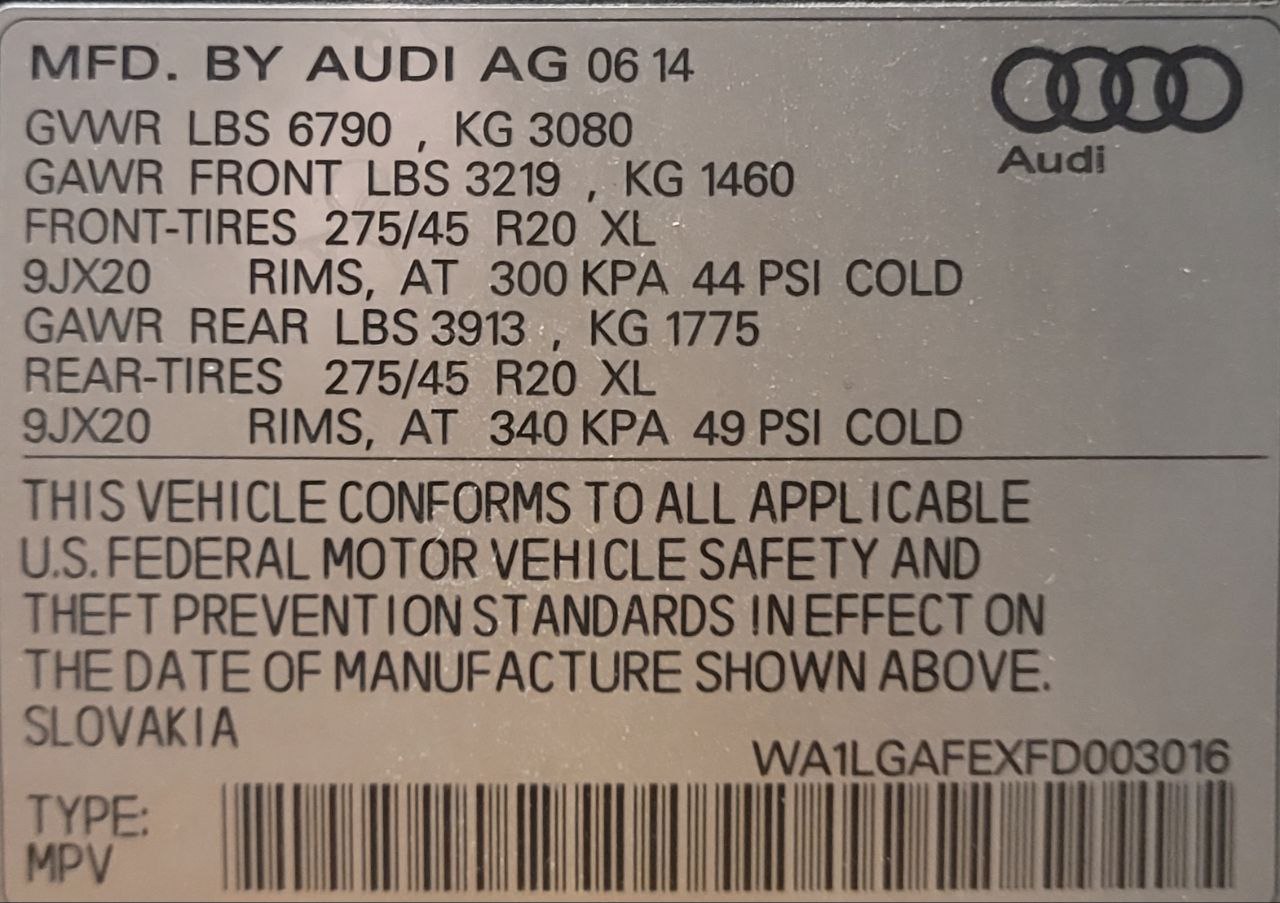 MFD. BY AUDI AG 06 14
GVWR LBS 6790 , KG 3080
GAWR FRONT LBS 3219 , KG 1460
FRONT-TIRES 275/45 R20 XL
9JX20 RIMS, AT 300 KPA 44 PSI COLD
GAWR REAR LBS 3913 , KG 1775
REAR-TIRES 275/45 R20 XL
9JX20 RIMS, AT 340 KPA 49 PSI COLD
Audi
THIS VEHICLE CONFORMS TO ALL APPLICABLE
U.S. FEDERAL MOTOR VEHICLE SAFETY AND
THEFT PREVENTION STANDARDS IN EFFECT ON
THE DATE OF MANUFACTURE SHOWN ABOVE.
SLOVAKIA
WA1LGAFEXFD003016
TYPE:
MPV